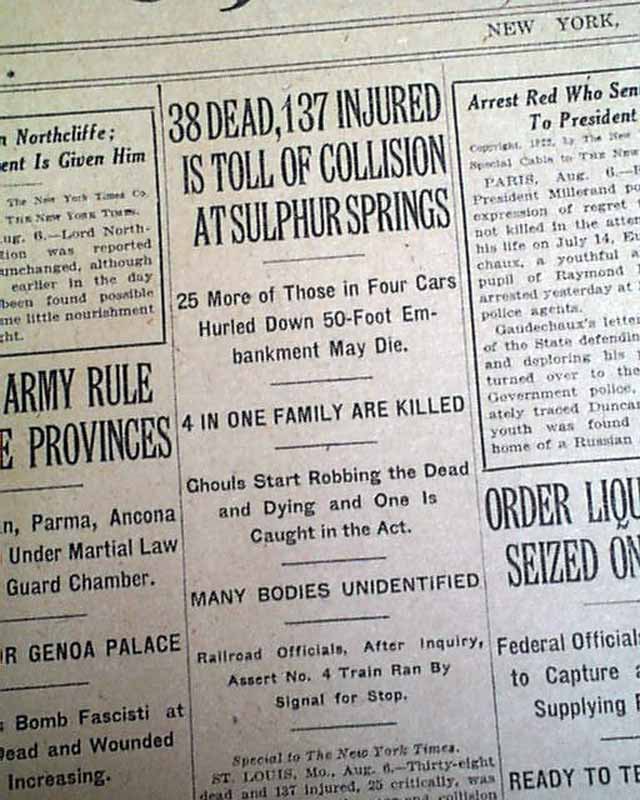 NEW YORK,
n Northcliffe;
ent Is Given Him
The New York Times Co.
THE NEW YORK TIMES.
ug. 6.—Lord North-
tion was reported
unchanged, although
earlier in the day
been found possible
me little nourishment
ght.
ARMY RULE
E PROVINCES
n, Parma, Ancona
Under Martial Law
Guard Chamber.
R GENOA PALACE
s Bomb Fascisti at
Dead and Wounded
Increasing.
38 DEAD, 137 INJURED
IS TOLL OF COLLISION
AT SULPHUR SPRINGS
25 More of Those in Four Cars
Hurled Down 50-Foot Em-
bankment May Die.
4 IN ONE FAMILY ARE KILLED
Ghouls Start Robbing the Dead
and Dying and One Is
Caught in the Act.
MANY BODIES UNIDENTIFIED
Railroad Officials, After Inquiry,
Assert No. 4 Train Ran By
Signal for Stop.
Special to The New York Times.
ST. LOUIS, Mo., Aug. 6.—Thirty-eight
dead and 137 injured, 25 critically, was
and collision
Arrest Red Who Sen
To President
Copyright, 1922, by The New
Special Cable to THE NEW
PARIS, Aug. 6.—
President Millerand
expression of regret
not killed in the atte
his life on July 14, Eu
chaux, a youthful a
pupil of Raymond
arrested yesterday at
police agents.
Gaudechaux's letter
of the State defendin
and deploring his
turned over to the
Government police,
ately traced Duncan
youth was found
home of a Russian
ORDER LIQU
SEIZED ON
Federal Officials
to Capture a
Supplying
READY TO TE